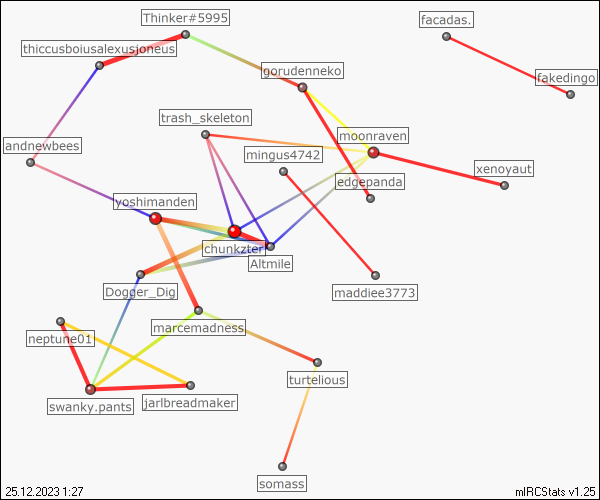 Thinker#5995
facadas.
thiccusboiusalexusjoneus
gorudenneko
fakedingo
trash_skeleton
moonraven
andnewbees
mingus4742
xenoyaut
edgepanda
yoshimanden
chunkzter
Altmile
Dogger_Dig
maddiee3773
marcemadness
neptune01
turtelious
swanky.pants
jarlbreadmaker
somass
25.12.2023 1:27
mIRCStats v1.25